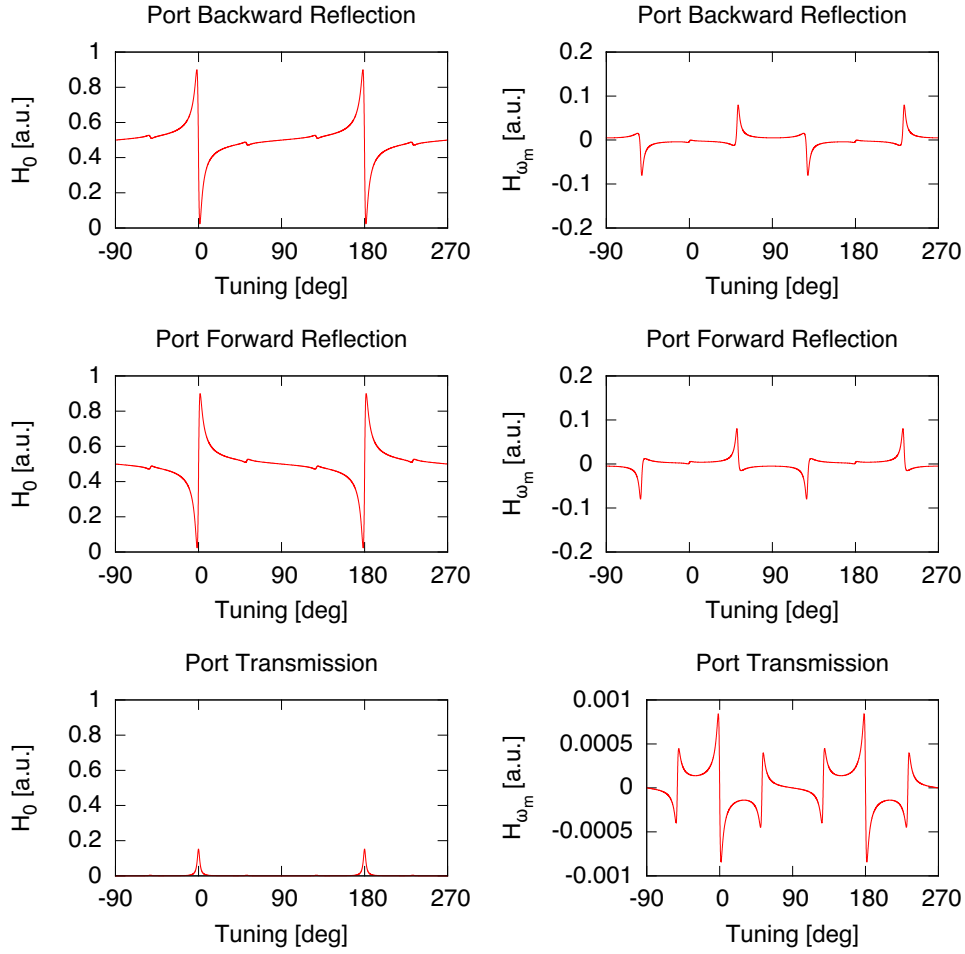 Port Backward Reflection
H₀ [a.u.]
1
0.8
0.6
0.4
0.2
0
-90 0 90 180 270
Tuning [deg]
Port Backward Reflection
H_ωₘ [a.u.]
0.2
0.1
0
-0.1
-0.2
-90 0 90 180 270
Tuning [deg]
Port Forward Reflection
H₀ [a.u.]
1
0.8
0.6
0.4
0.2
0
-90 0 90 180 270
Tuning [deg]
Port Forward Reflection
H_ωₘ [a.u.]
0.2
0.1
0
-0.1
-0.2
-90 0 90 180 270
Tuning [deg]
Port Transmission
H₀ [a.u.]
1
0.8
0.6
0.4
0.2
0
-90 0 90 180 270
Tuning [deg]
Port Transmission
H_ωₘ [a.u.]
0.001
0.0005
0
-0.0005
-0.001
-90 0 90 180 270
Tuning [deg]